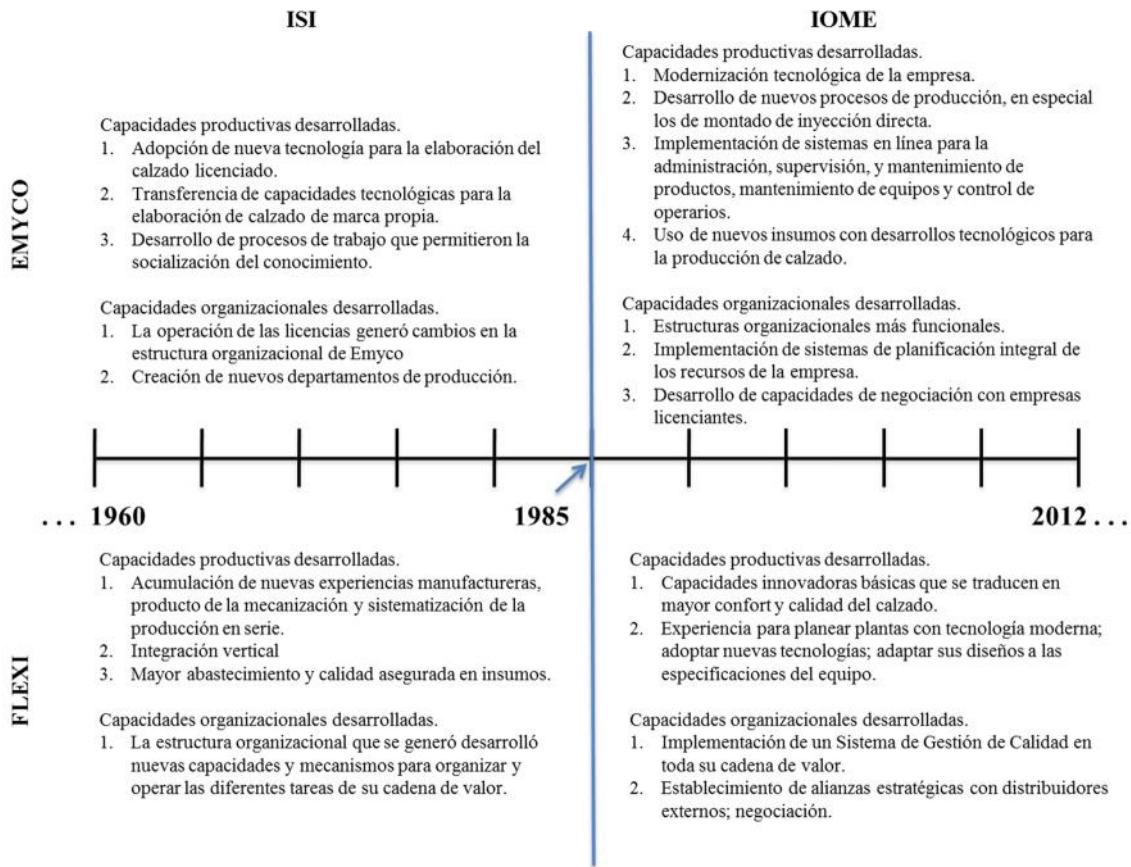 ISI
IOME
EMYCO
Capacidades productivas desarrolladas.
1. Adopción de nueva tecnología para la elaboración del
calzado licenciado.
2. Transferencia de capacidades tecnológicas para la
elaboración de calzado de marca propia.
3. Desarrollo de procesos de trabajo que permitieron la
socialización del conocimiento.
Capacidades organizacionales desarrolladas.
1. La operación de las licencias generó cambios en la
estructura organizacional de Emyco
2. Creación de nuevos departamentos de producción.
Capacidades productivas desarrolladas.
1. Modernización tecnológica de la empresa.
2. Desarrollo de nuevos procesos de producción, en especial
los de montado de inyección directa.
3. Implementación de sistemas en línea para la
administración, supervisión, y mantenimiento de
productos, mantenimiento de equipos y control de
operarios.
4. Uso de nuevos insumos con desarrollos tecnológicos para
la producción de calzado.
Capacidades organizacionales desarrolladas.
1. Estructuras organizacionales más funcionales.
2. Implementación de sistemas de planificación integral de
los recursos de la empresa.
3. Desarrollo de capacidades de negociación con empresas
licenciantes.
. . . 1960
1985
2012 . . .
FLEXI
Capacidades productivas desarrolladas.
1. Acumulación de nuevas experiencias manufactureras,
producto de la mecanización y sistematización de la
producción en serie.
2. Integración vertical
3. Mayor abastecimiento y calidad asegurada en insumos.
Capacidades organizacionales desarrolladas.
1. La estructura organizacional que se generó desarrolló
nuevas capacidades y mecanismos para organizar y
operar las diferentes tareas de su cadena de valor.
Capacidades productivas desarrolladas.
1. Capacidades innovadoras básicas que se traducen en
mayor confort y calidad del calzado.
2. Experiencia para planear plantas con tecnología moderna;
adoptar nuevas tecnologías; adaptar sus diseños a las
especificaciones del equipo.
Capacidades organizacionales desarrolladas.
1. Implementación de un Sistema de Gestión de Calidad en
toda su cadena de valor.
2. Establecimiento de alianzas estratégicas con distribuidores
externos; negociación.